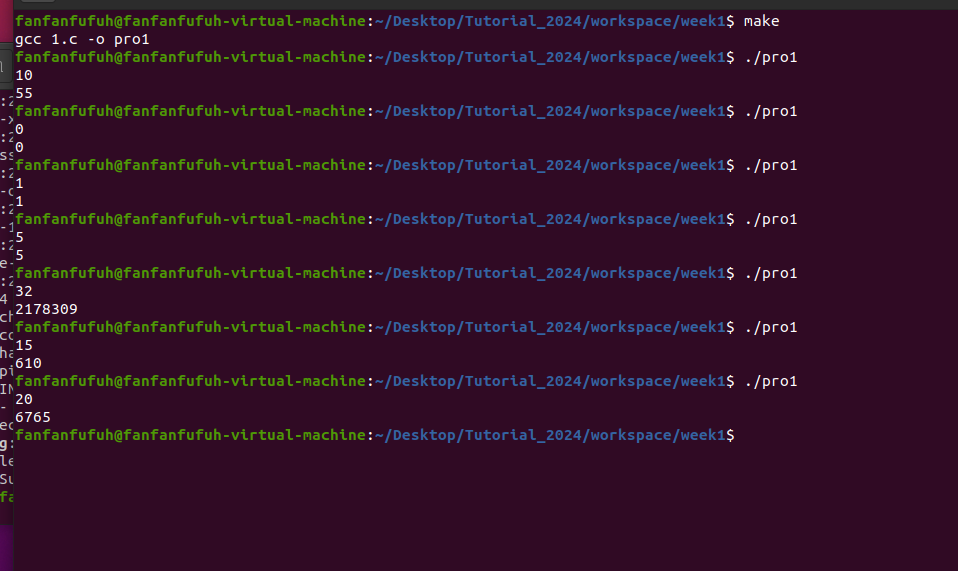 fanfanfufuh@fanfanfufuh-virtual-machine:~/Desktop/Tutorial_2024/workspace/week1$ make
gcc 1.c -o pro1
fanfanfufuh@fanfanfufuh-virtual-machine:~/Desktop/Tutorial_2024/workspace/week1$ ./pro1
10
55
fanfanfufuh@fanfanfufuh-virtual-machine:~/Desktop/Tutorial_2024/workspace/week1$ ./pro1
0
0
fanfanfufuh@fanfanfufuh-virtual-machine:~/Desktop/Tutorial_2024/workspace/week1$ ./pro1
1
1
fanfanfufuh@fanfanfufuh-virtual-machine:~/Desktop/Tutorial_2024/workspace/week1$ ./pro1
5
5
fanfanfufuh@fanfanfufuh-virtual-machine:~/Desktop/Tutorial_2024/workspace/week1$ ./pro1
32
2178309
fanfanfufuh@fanfanfufuh-virtual-machine:~/Desktop/Tutorial_2024/workspace/week1$ ./pro1
15
610
fanfanfufuh@fanfanfufuh-virtual-machine:~/Desktop/Tutorial_2024/workspace/week1$ ./pro1
20
6765
fanfanfufuh@fanfanfufuh-virtual-machine:~/Desktop/Tutorial_2024/workspace/week1$